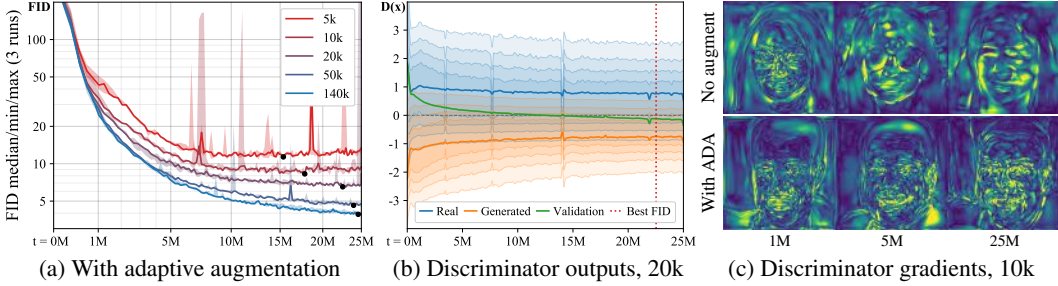 FID
FID median/min/max (3 runs)
100
50
20
10
5
5k
10k
20k
50k
140k
t = 0M
1M
5M
10M
15M
20M
25M
(a) With adaptive augmentation
D(x)
3
2
1
0
-1
-2
-3
Real
Generated
Validation
Best FID
t = 0M
5M
10M
15M
20M
25M
(b) Discriminator outputs, 20k
No augment
With ADA
1M
5M
25M
(c) Discriminator gradients, 10k